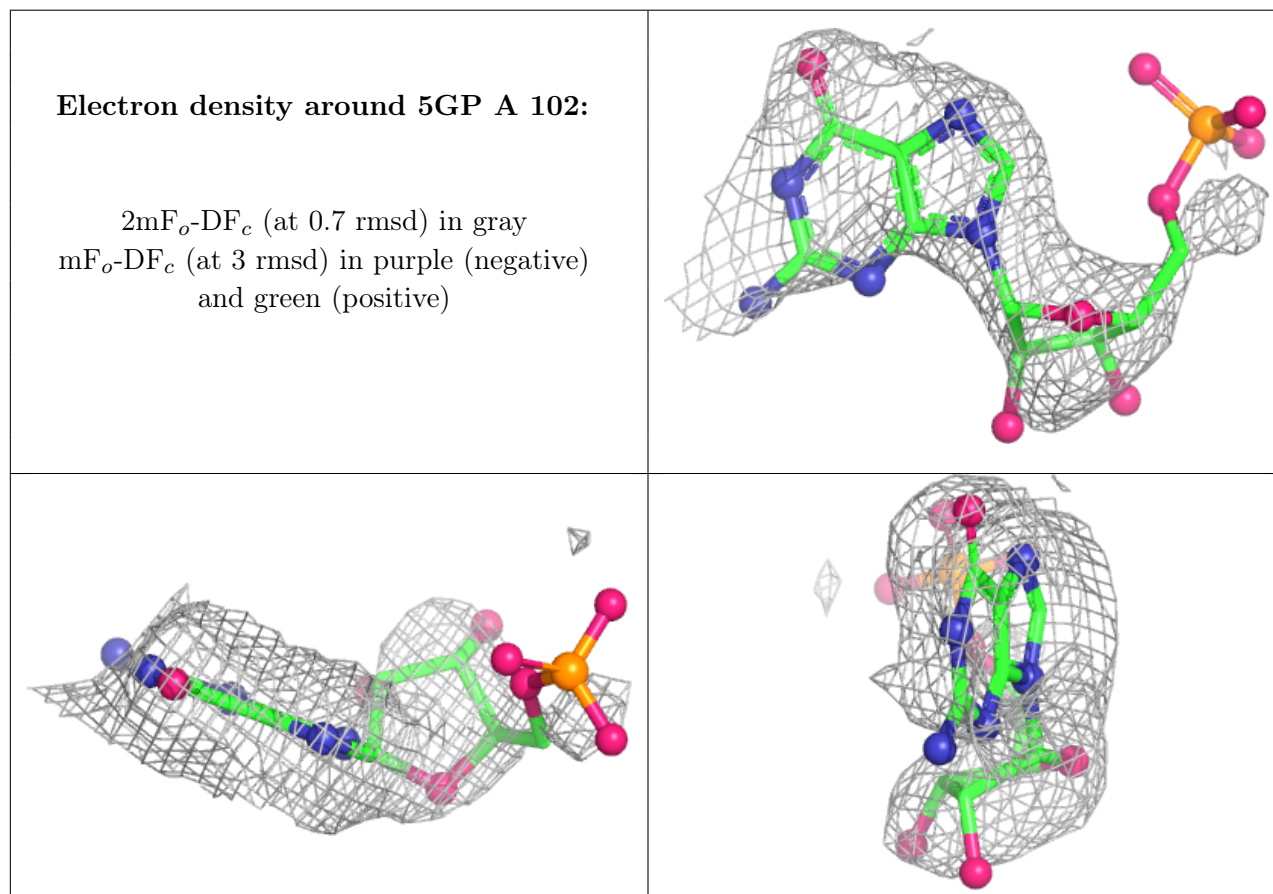 Electron density around 5GP A 102:
2mFo-DFc (at 0.7 rmsd) in gray
mFo-DFc (at 3 rmsd) in purple (negative)
and green (positive)